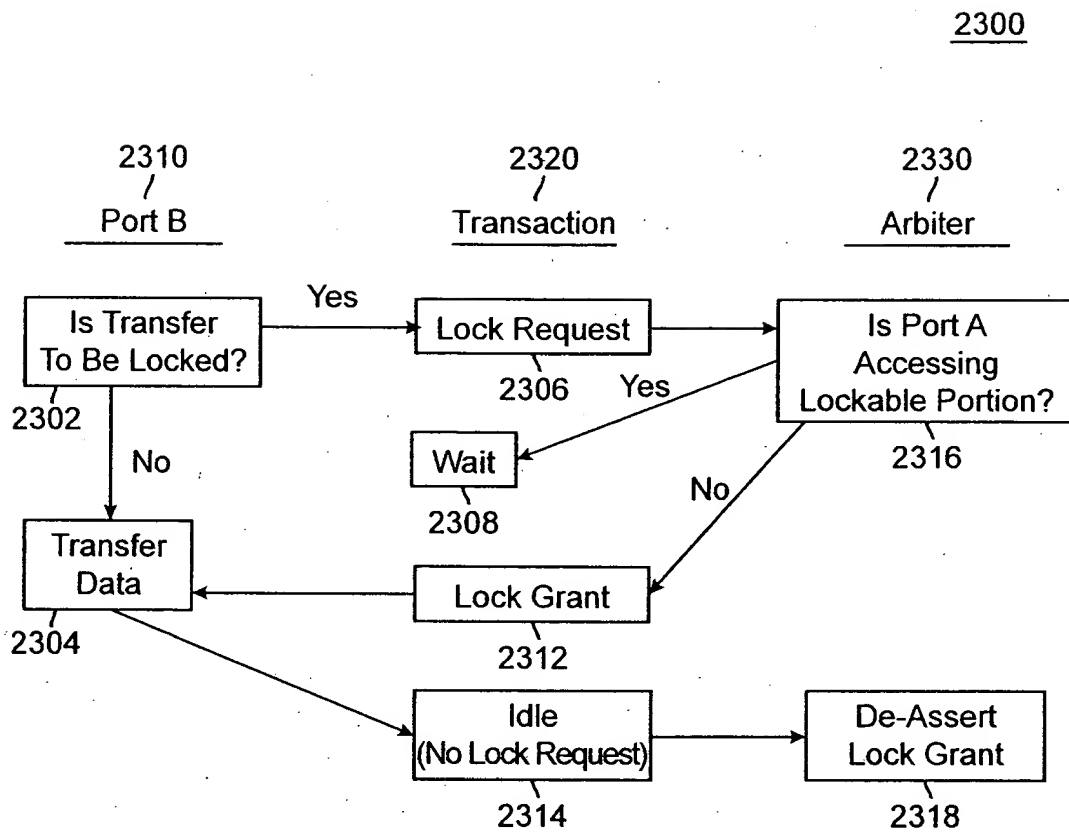 2300
2310
2320
2330
Port B
Transaction
Arbiter
Is Transfer
To Be Locked?
2302
Yes
Lock Request
2306
Is Port A
Accessing
Lockable Portion?
2316
Yes
Wait
2308
No
No
Transfer
Data
2304
Lock Grant
2312
Idle
(No Lock Request)
2314
De-Assert
Lock Grant
2318